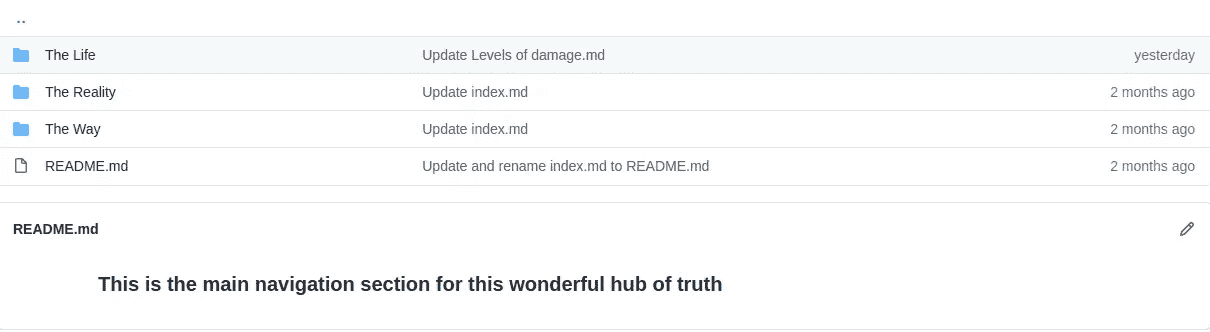 ..
The Life Update Levels of damage.md yesterday
The Reality Update index.md 2 months ago
The Way Update index.md 2 months ago
README.md Update and rename index.md to README.md 2 months ago
README.md
This is the main navigation section for this wonderful hub of truth